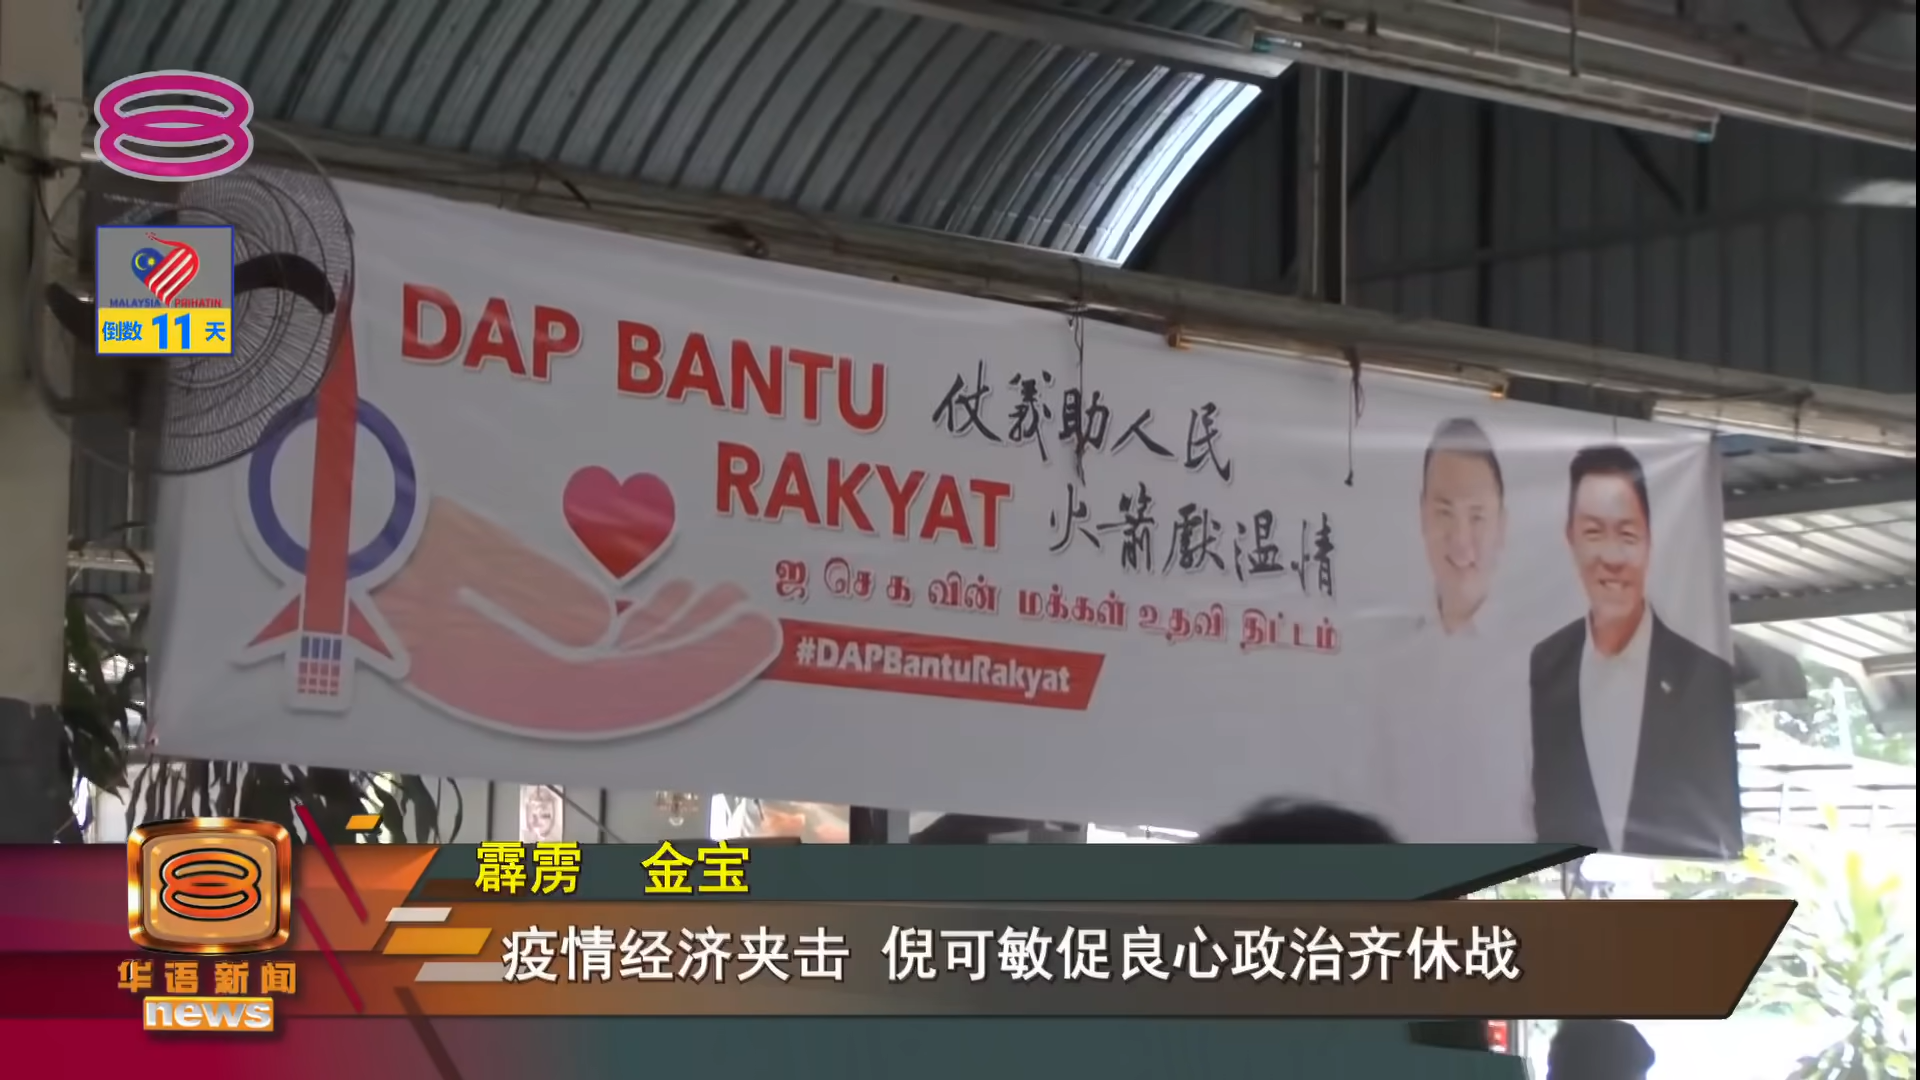 MALAYSIA PRIHATIN
倒数 11 天
DAP BANTU
RAKYAT
仗義助人民
火箭獻温情
ஜ செ க வின் மக்கள் உதவி திட்டம்
#DAPBantuRakyat
霹雳 金宝
疫情经济夹击 倪可敏促良心政治齐休战
华语新闻
news